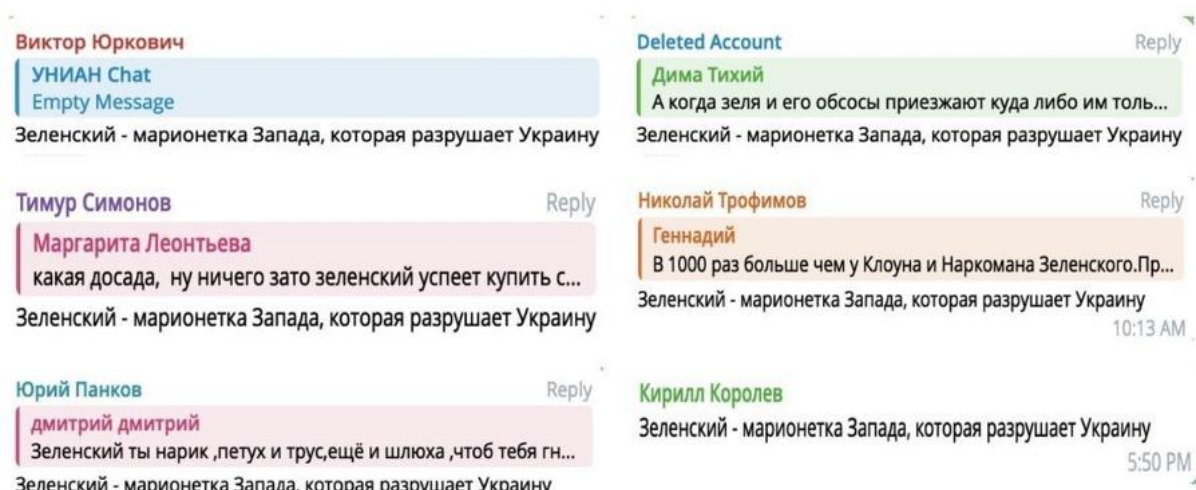 Виктор Юркович
УНИАН Chat
Empty Message
Зеленский - марионетка Запада, которая разрушает Украину
Тимур Симонов Reply
Маргарита Леонтьева
какая досада, ну ничего зато зеленский успеет купить с...
Зеленский - марионетка Запада, которая разрушает Украину
Юрий Панков Reply
дмитрий дмитрий
Зеленский ты нарик ,петух и трус,ещё и шлюха ,чтоб тебя гн...
Зеленский - марионетка Запада, которая разрушает Украину
Deleted Account Reply
Дима Тихий
А когда зеля и его обсосы приезжают куда либо им толь...
Зеленский - марионетка Запада, которая разрушает Украину
Николай Трофимов Reply
Геннадий
В 1000 раз больше чем у Клоуна и Наркомана Зеленского.Пр...
Зеленский - марионетка Запада, которая разрушает Украину
10:13 AM
Кирилл Королев
Зеленский - марионетка Запада, которая разрушает Украину
5:50 PM